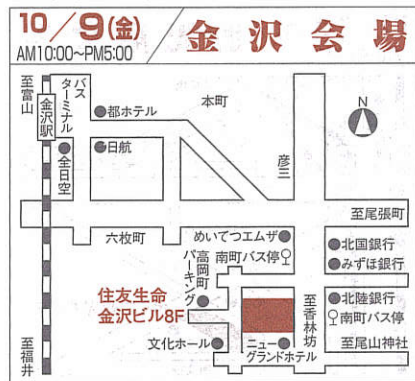 10/9(金)
AM10:00~PM5:00
金沢会場
至富山
金沢駅
バスターミナル
都ホテル
本町
N
全日空
日航
彦三
至尾張町
六枚町
めいてつエムザ
南町バス停
北国銀行
みずほ銀行
高岡町パーキング
住友生命
金沢ビル8F
至香林坊
北陸銀行
南町バス停
至福井
文化ホール
ニュー
グランドホテル
至尾山神社